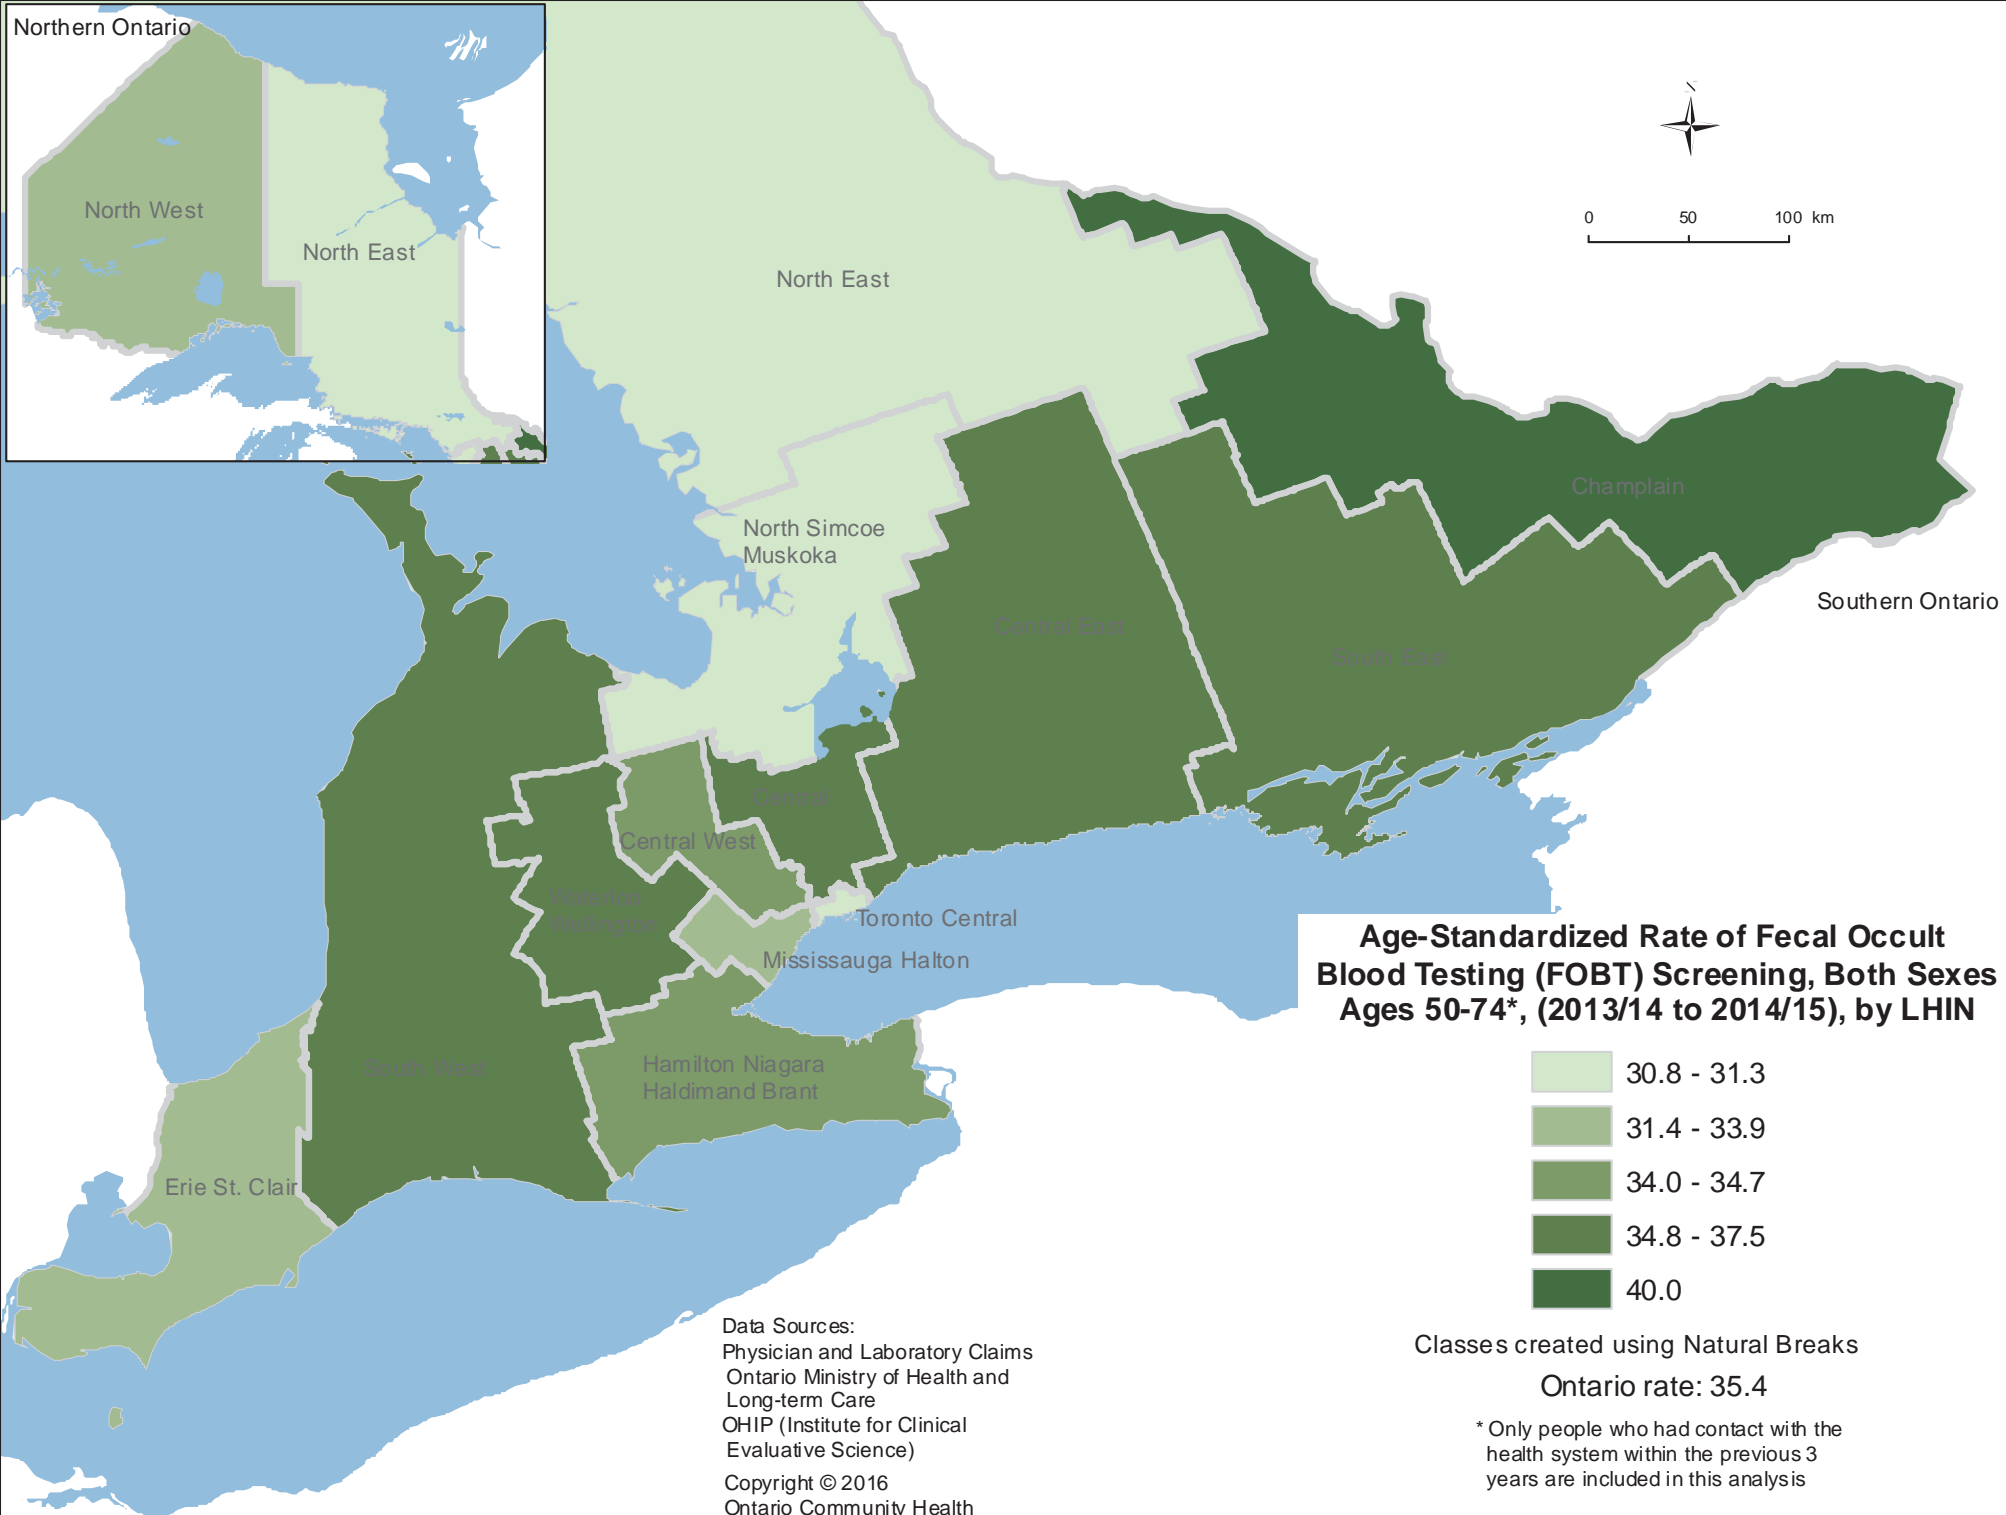 Northern Ontario
North West
North East
N
0 50 100 km
North East
Champlain
North Simcoe
Muskoka
Southern Ontario
Central East
South East
Central
Central West
Waterloo
Wellington
Toronto Central
Mississauga Halton
South West
Hamilton Niagara
Haldimand Brant
Erie St. Clair
Age-Standardized Rate of Fecal Occult
Blood Testing (FOBT) Screening, Both Sexes
Ages 50-74*, (2013/14 to 2014/15), by LHIN
30.8 - 31.3
31.4 - 33.9
34.0 - 34.7
34.8 - 37.5
40.0
Classes created using Natural Breaks
Ontario rate: 35.4
* Only people who had contact with the
health system within the previous 3
years are included in this analysis
Data Sources:
Physician and Laboratory Claims
Ontario Ministry of Health and
Long-term Care
OHIP (Institute for Clinical
Evaluative Science)
Copyright © 2016
Ontario Community Health